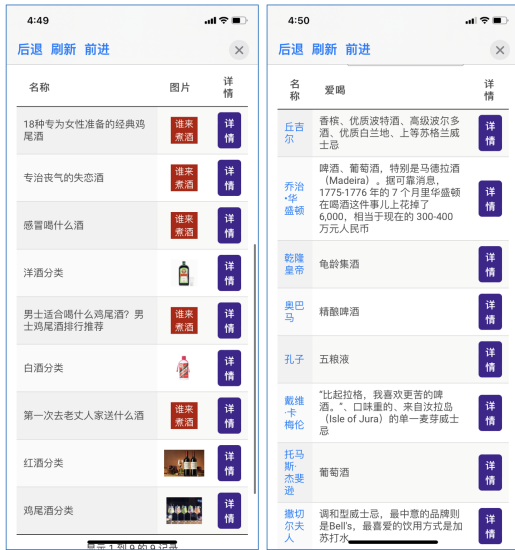 4:49
后退 刷新 前进
名称 图片 详情
18种专为女性准备的经典鸡
尾酒
谁来
煮酒
详情
专治丧气的失恋酒
谁来
煮酒
详情
感冒喝什么酒
谁来
煮酒
详情
洋酒分类
详情
男士适合喝什么鸡尾酒?男
士鸡尾酒排行推荐
谁来
煮酒
详情
白酒分类
详情
第一次去老丈人家送什么酒
谁来
煮酒
详情
红酒分类
详情
鸡尾酒分类
详情
显示 1 到 9 的 9 记录
4:50
后退 刷新 前进
名称 爱喝 详情
丘吉
尔
香槟、优质波特酒、高级波尔多
酒、优质白兰地、上等苏格兰威
士忌
详情
乔治
·华
盛顿
啤酒、葡萄酒,特别是马德拉酒
(Madeira)。据可靠消息,
1775-1776 年的 7 个月里华盛顿
在喝酒这件事儿上花掉了
6,000,相当于现在的 300-400
万元人民币
详情
乾隆
皇帝
龟龄集酒
详情
奥巴
马
精酿啤酒
详情
孔子
五粮液
详情
戴维
·卡
梅伦
“比起拉格,我喜欢更苦的啤
酒。”、口味重的、来自汝拉岛
(Isle of Jura)的单一麦芽威士
忌
详情
托马
斯·
杰斐
逊
葡萄酒
详情
撒切
尔夫
人
调和型威士忌,最中意的品牌则
是Bell's,最喜爱的饮用方式是加
苏打水
详情